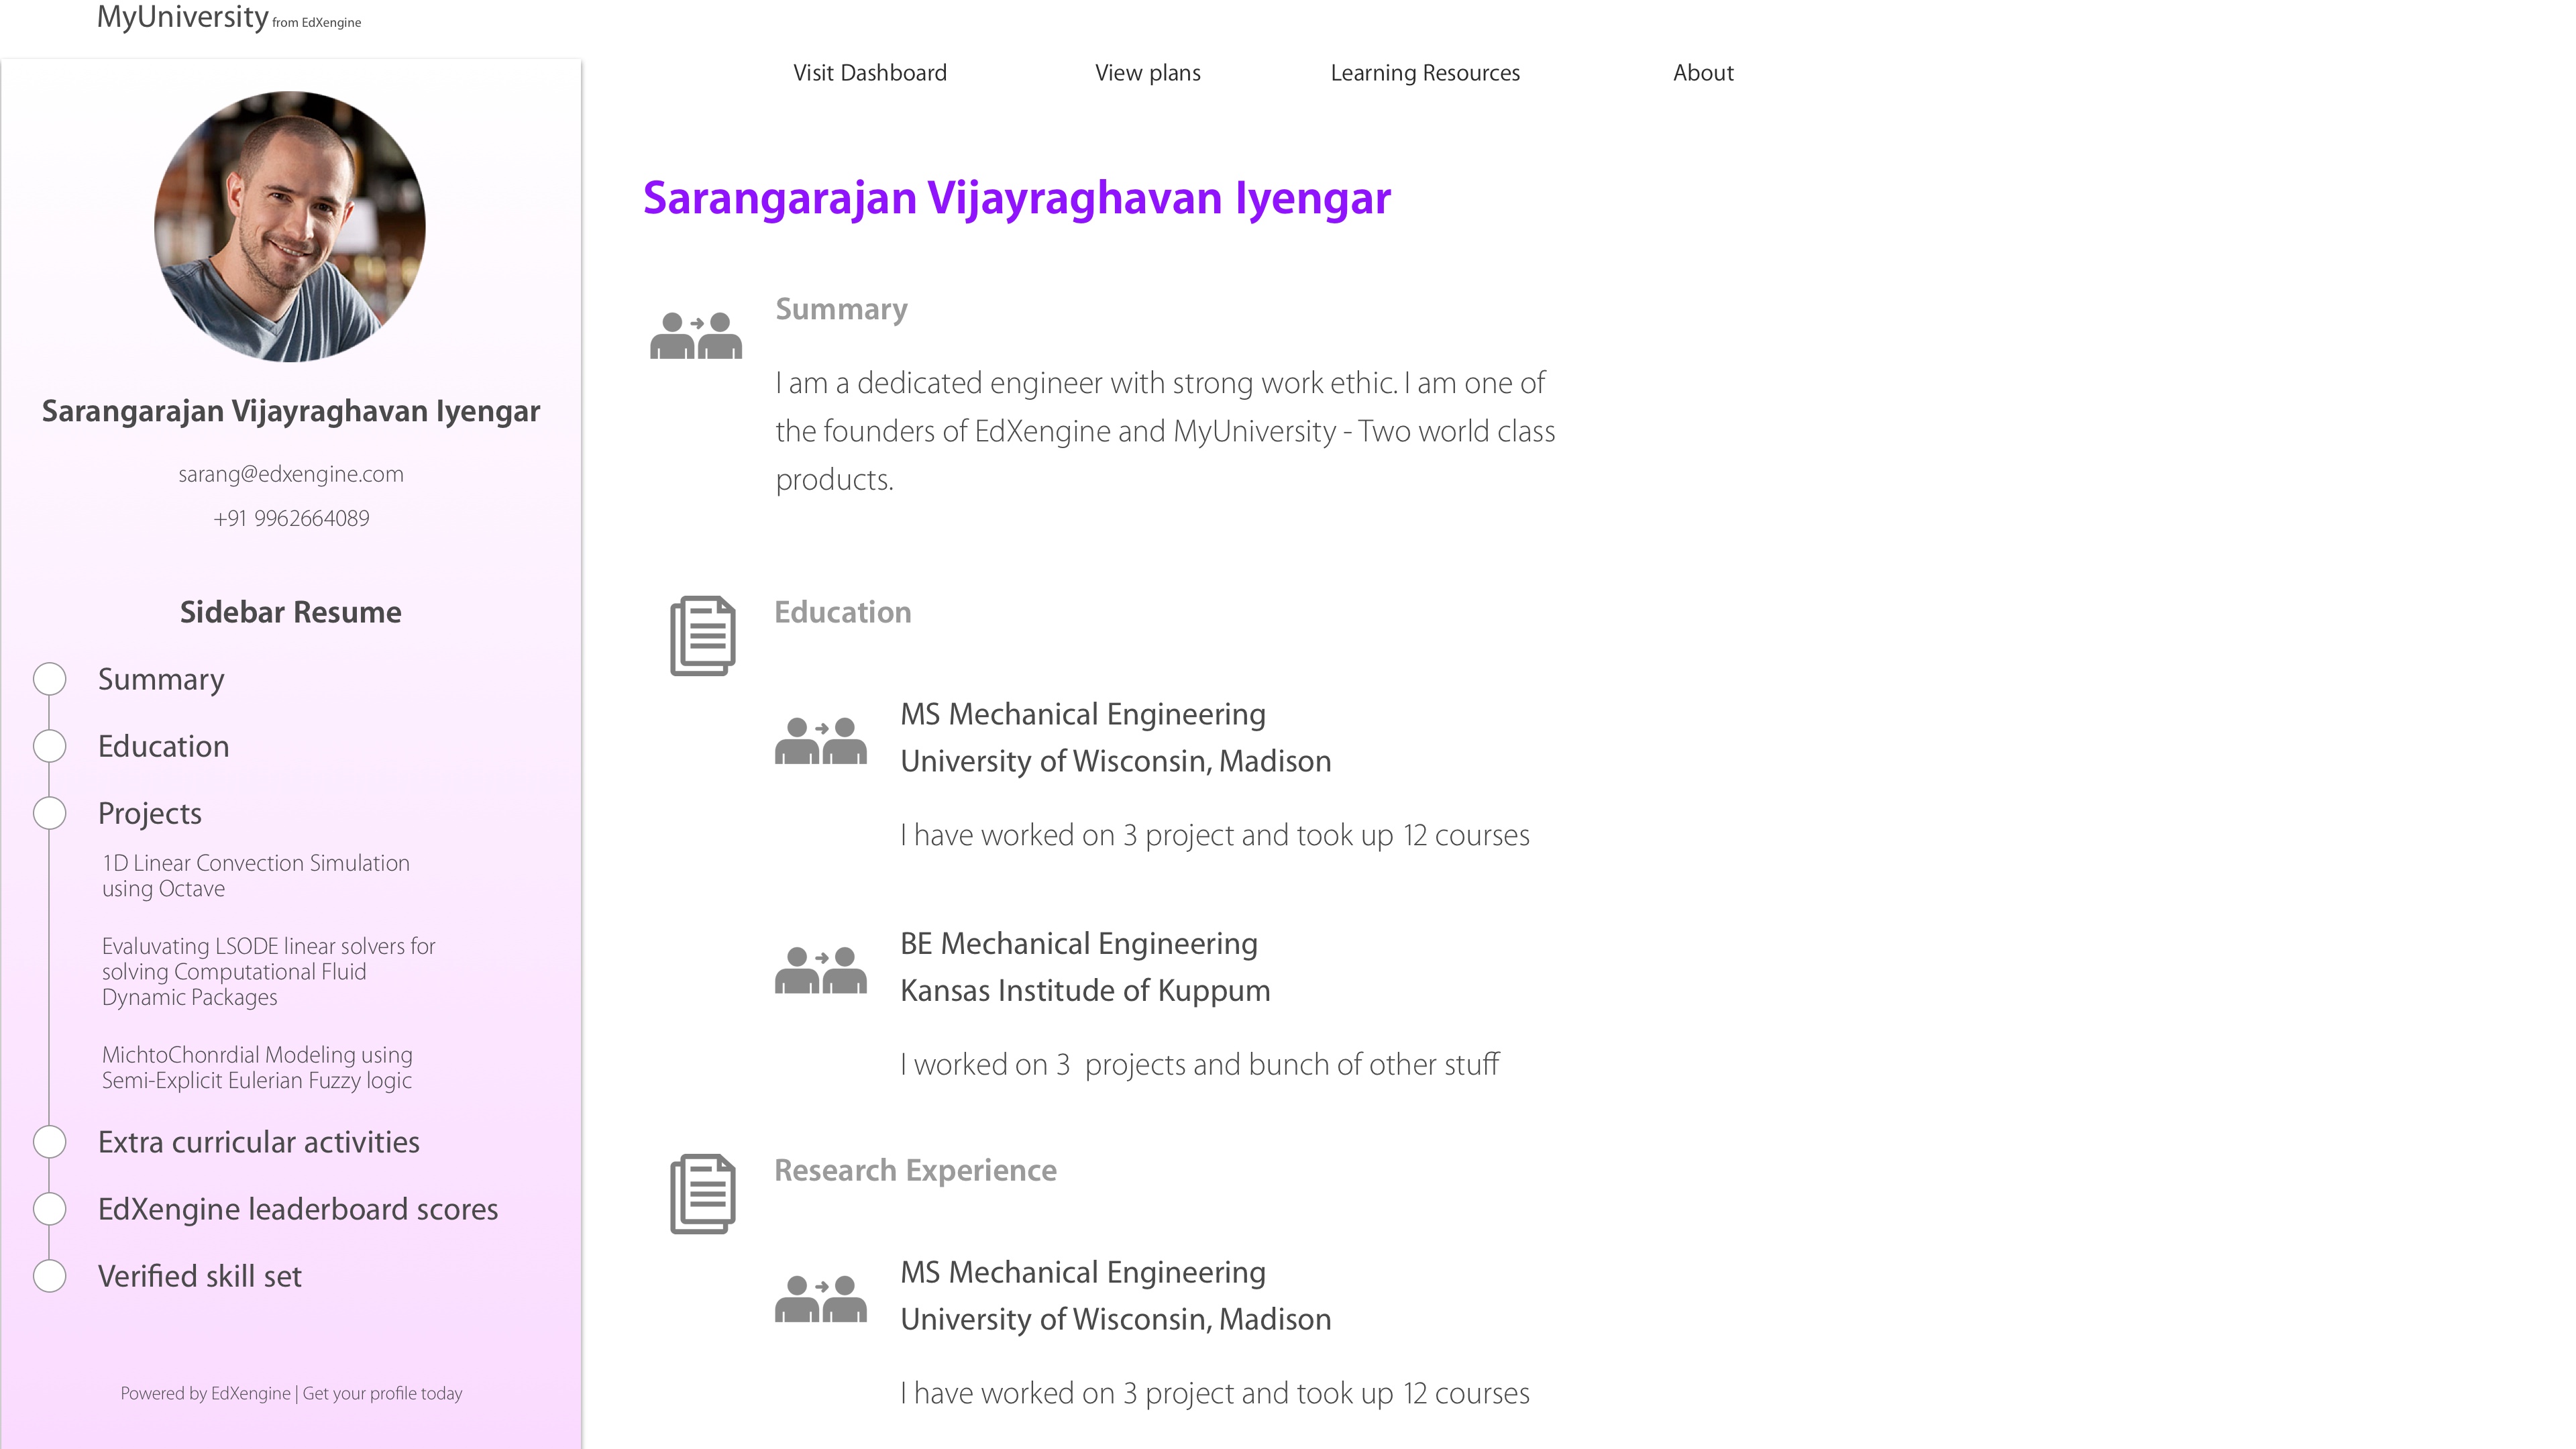 MyUniversity from EdXengine
Visit Dashboard
View plans
Learning Resources
About
Sarangarajan Vijayraghavan Iyengar
sarang@edxengine.com
+91 9962664089
Sidebar Resume
Summary
Education
Projects
1D Linear Convection Simulation
using Octave
Evaluvating LSODE linear solvers for
solving Computational Fluid
Dynamic Packages
MichtoChonrdial Modeling using
Semi-Explicit Eulerian Fuzzy logic
Extra curricular activities
EdXengine leaderboard scores
Verified skill set
Powered by EdXengine | Get your profile today
Sarangarajan Vijayraghavan Iyengar
Summary
I am a dedicated engineer with strong work ethic. I am one of
the founders of EdXengine and MyUniversity - Two world class
products.
Education
MS Mechanical Engineering
University of Wisconsin, Madison
I have worked on 3 project and took up 12 courses
BE Mechanical Engineering
Kansas Institude of Kuppum
I worked on 3  projects and bunch of other stuff
Research Experience
MS Mechanical Engineering
University of Wisconsin, Madison
I have worked on 3 project and took up 12 courses